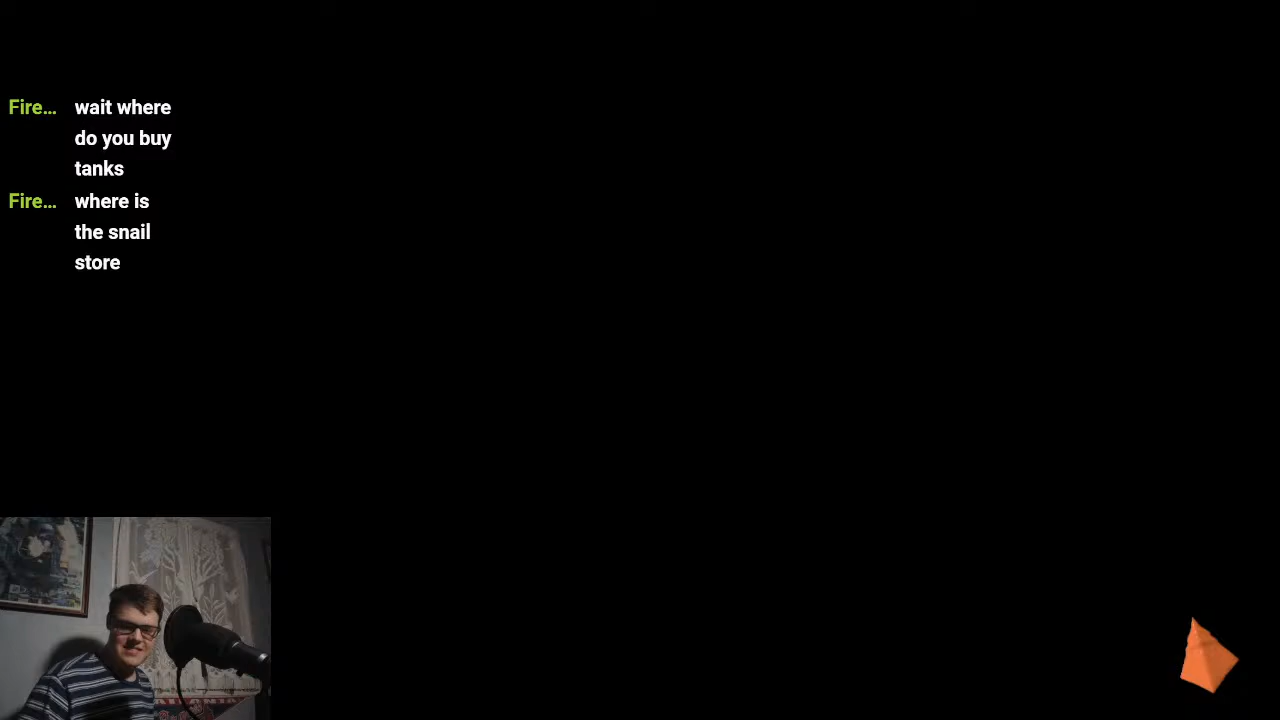 Fire... wait where
do you buy
tanks
Fire... where is
the snail
store